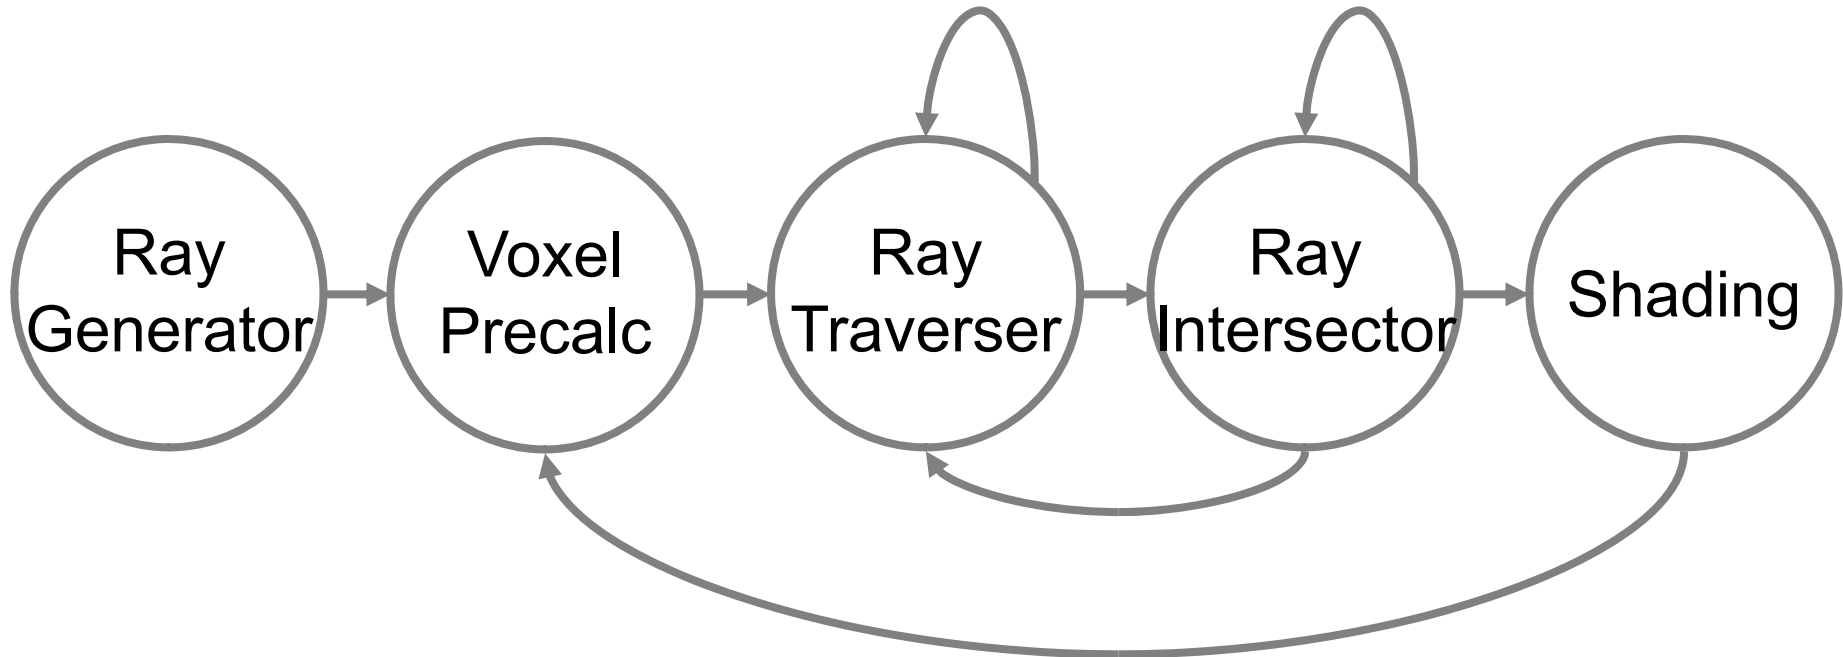 Ray
Generator
Voxel
Precalc
Ray
Traverser
Ray
Intersector
Shading